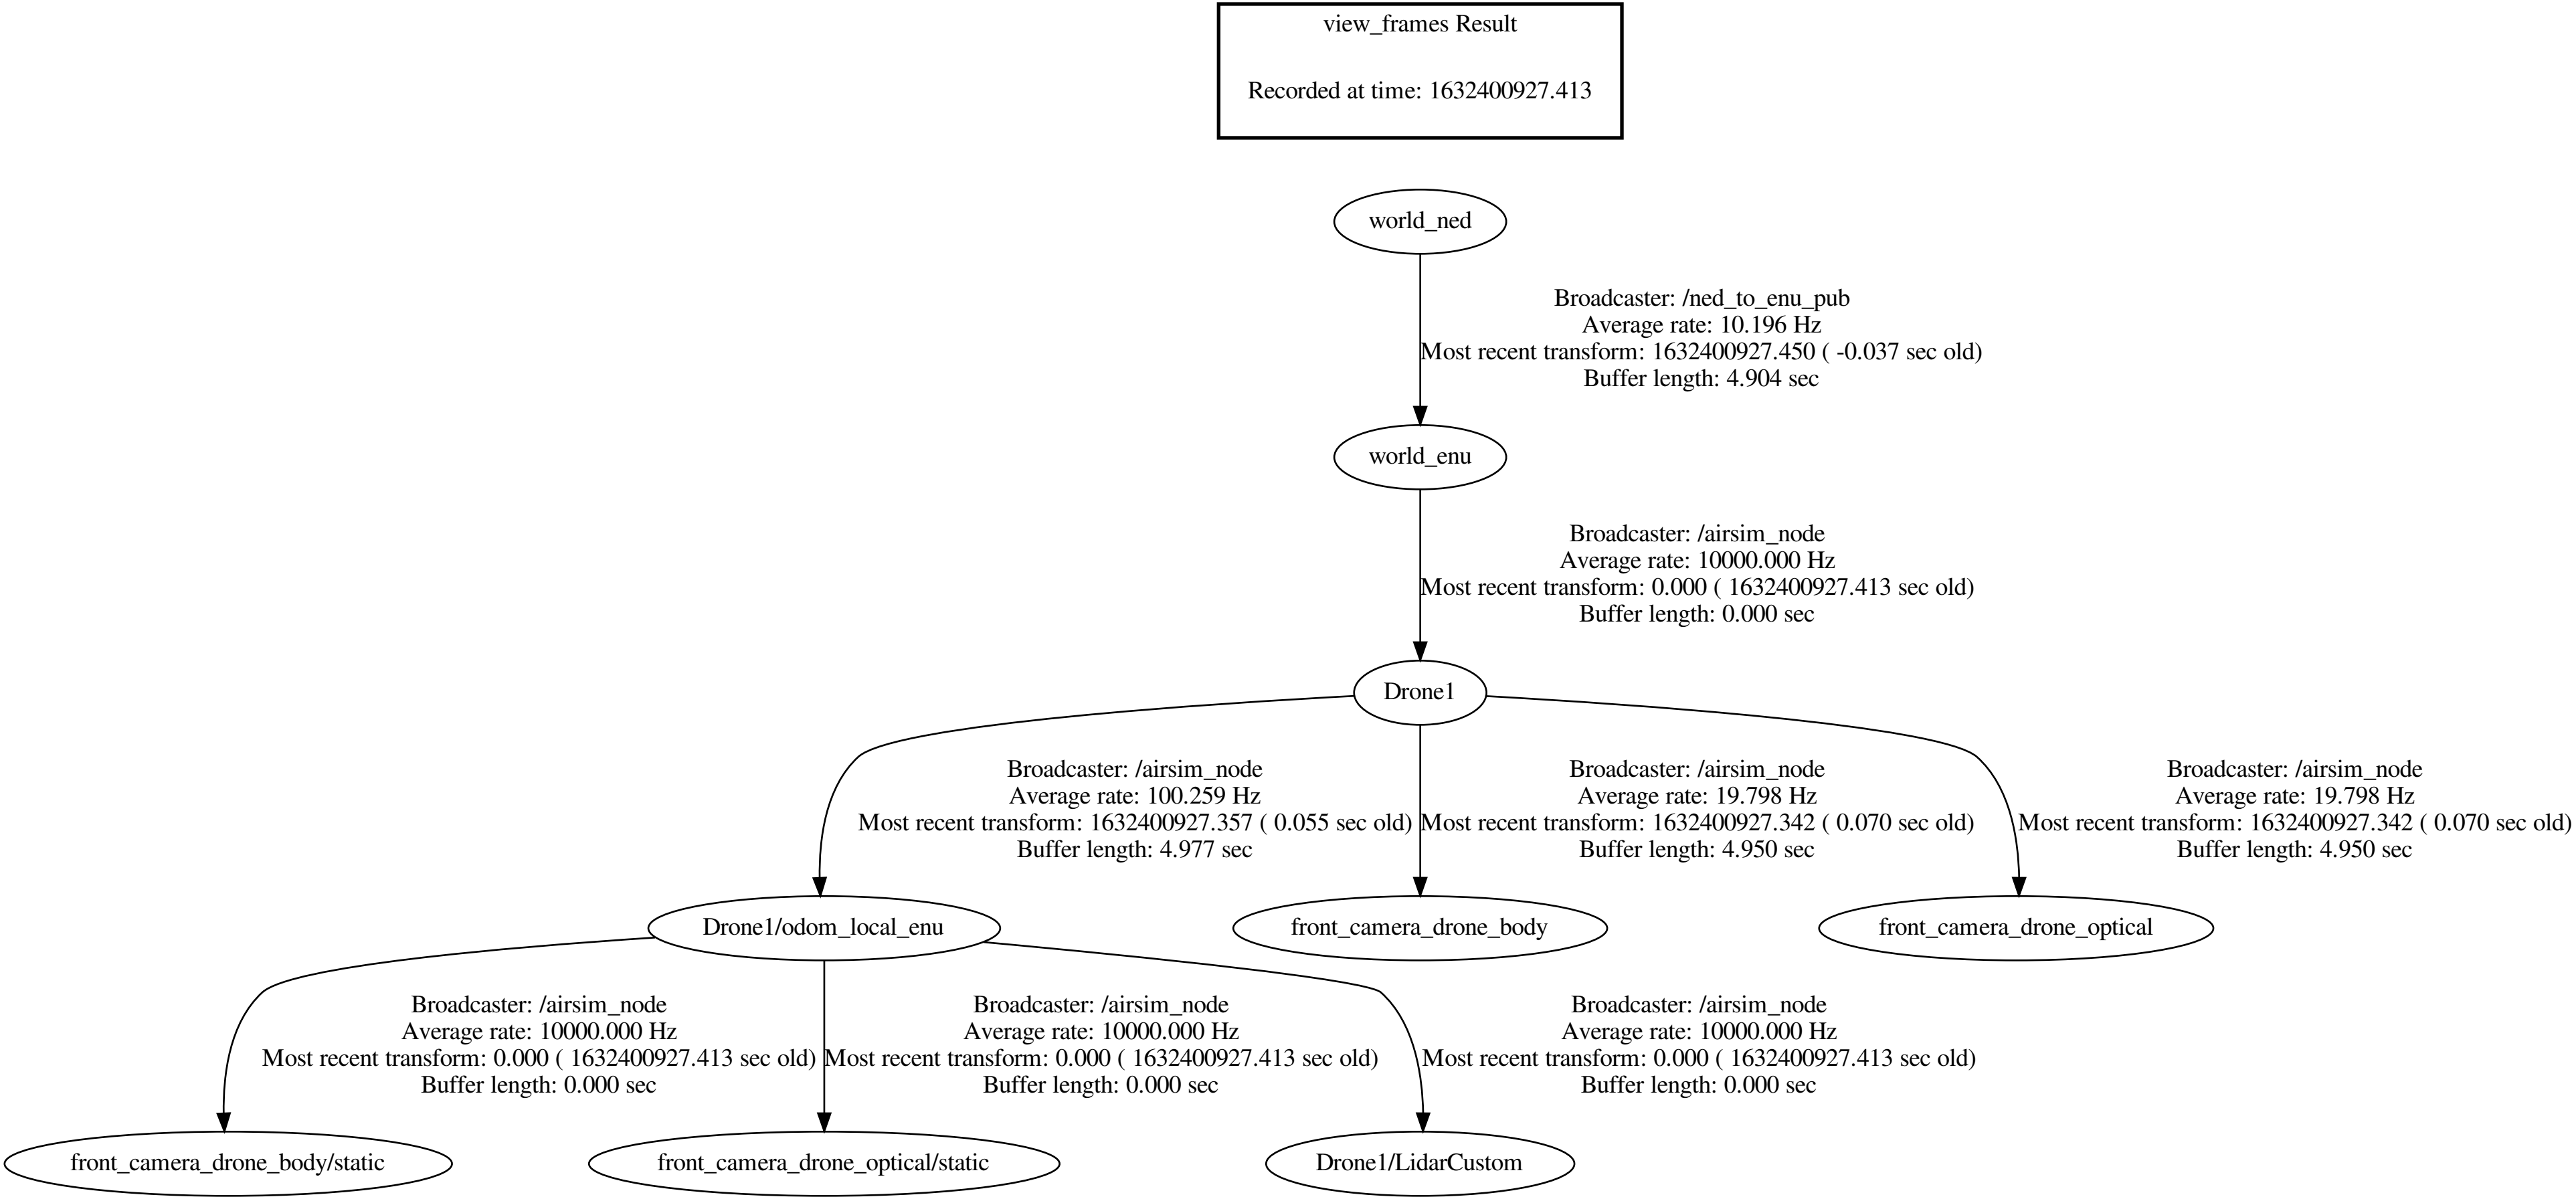 view_frames Result
Recorded at time: 1632400927.413
world_ned
Broadcaster: /ned_to_enu_pub
Average rate: 10.196 Hz
Most recent transform: 1632400927.450 ( -0.037 sec old)
Buffer length: 4.904 sec
world_enu
Broadcaster: /airsim_node
Average rate: 10000.000 Hz
Most recent transform: 0.000 ( 1632400927.413 sec old)
Buffer length: 0.000 sec
Drone1
Broadcaster: /airsim_node
Average rate: 100.259 Hz
Most recent transform: 1632400927.357 ( 0.055 sec old)
Buffer length: 4.977 sec
Broadcaster: /airsim_node
Average rate: 19.798 Hz
Most recent transform: 1632400927.342 ( 0.070 sec old)
Buffer length: 4.950 sec
Broadcaster: /airsim_node
Average rate: 19.798 Hz
Most recent transform: 1632400927.342 ( 0.070 sec old)
Buffer length: 4.950 sec
Drone1/odom_local_enu
front_camera_drone_body
front_camera_drone_optical
Broadcaster: /airsim_node
Average rate: 10000.000 Hz
Most recent transform: 0.000 ( 1632400927.413 sec old)
Buffer length: 0.000 sec
Broadcaster: /airsim_node
Average rate: 10000.000 Hz
Most recent transform: 0.000 ( 1632400927.413 sec old)
Buffer length: 0.000 sec
Broadcaster: /airsim_node
Average rate: 10000.000 Hz
Most recent transform: 0.000 ( 1632400927.413 sec old)
Buffer length: 0.000 sec
front_camera_drone_body/static
front_camera_drone_optical/static
Drone1/LidarCustom